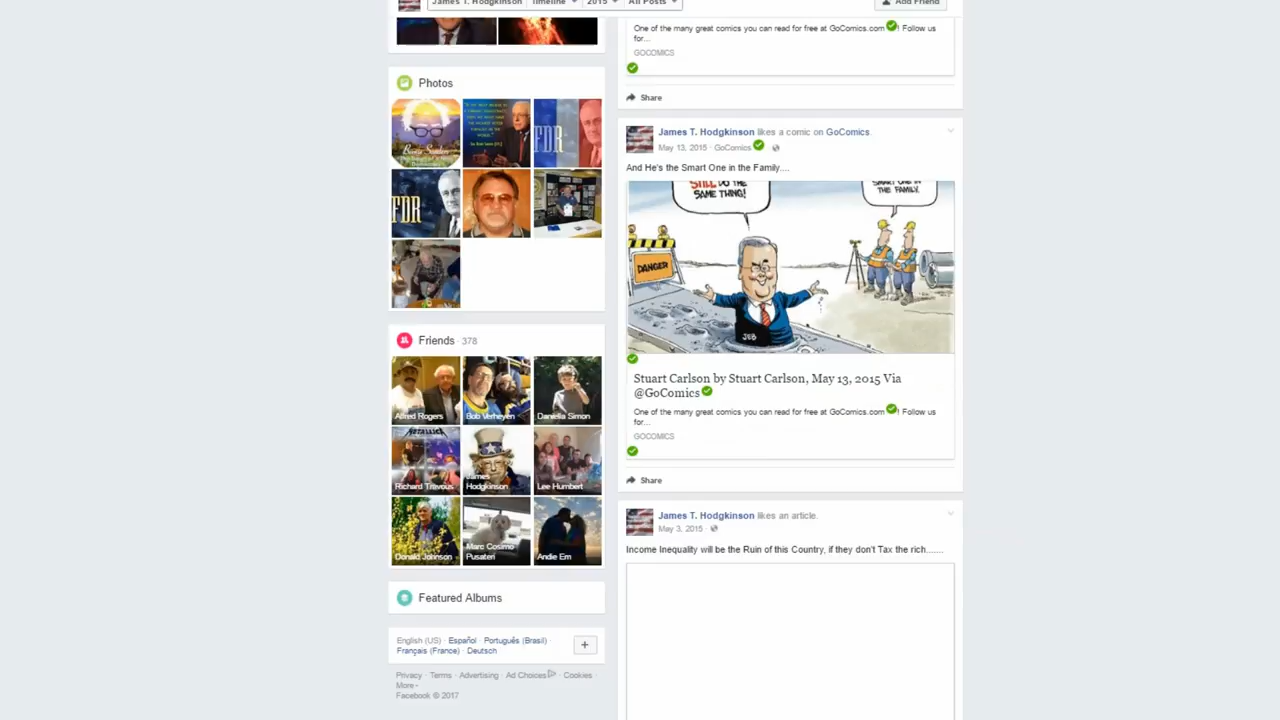 James T. Hodgkinson Timeline 2015 All Posts Add Friend
Photos
Bernie Sanders
FDR
FDR
Friends · 378
Alfred Rogers
Bob Verheyen
Daniella Simon
METALLICA
Richard Travous
James Hodgkinson
Lee Humbert
Donald Johnson
Marc Cosimo Pusateri
Andie Em
Featured Albums
English (US) · Español · Português (Brasil) ·
Français (France) · Deutsch
+
Privacy · Terms · Advertising · Ad Choices · Cookies ·
More
Facebook © 2017
One of the many great comics you can read for free at GoComics.com ! Follow us
for...
GOCOMICS
Share
James T. Hodgkinson likes a comic on GoComics.
May 13, 2015 · GoComics
And He's the Smart One in the Family....
STILL DO THE
SAME THING!
SMART ONE IN
THE FAMILY.
DANGER
JEB
Stuart Carlson by Stuart Carlson, May 13, 2015 Via
@GoComics
One of the many great comics you can read for free at GoComics.com ! Follow us
for...
GOCOMICS
Share
James T. Hodgkinson likes an article.
May 3, 2015 ·
Income Inequality will be the Ruin of this Country, if they don't Tax the rich.......